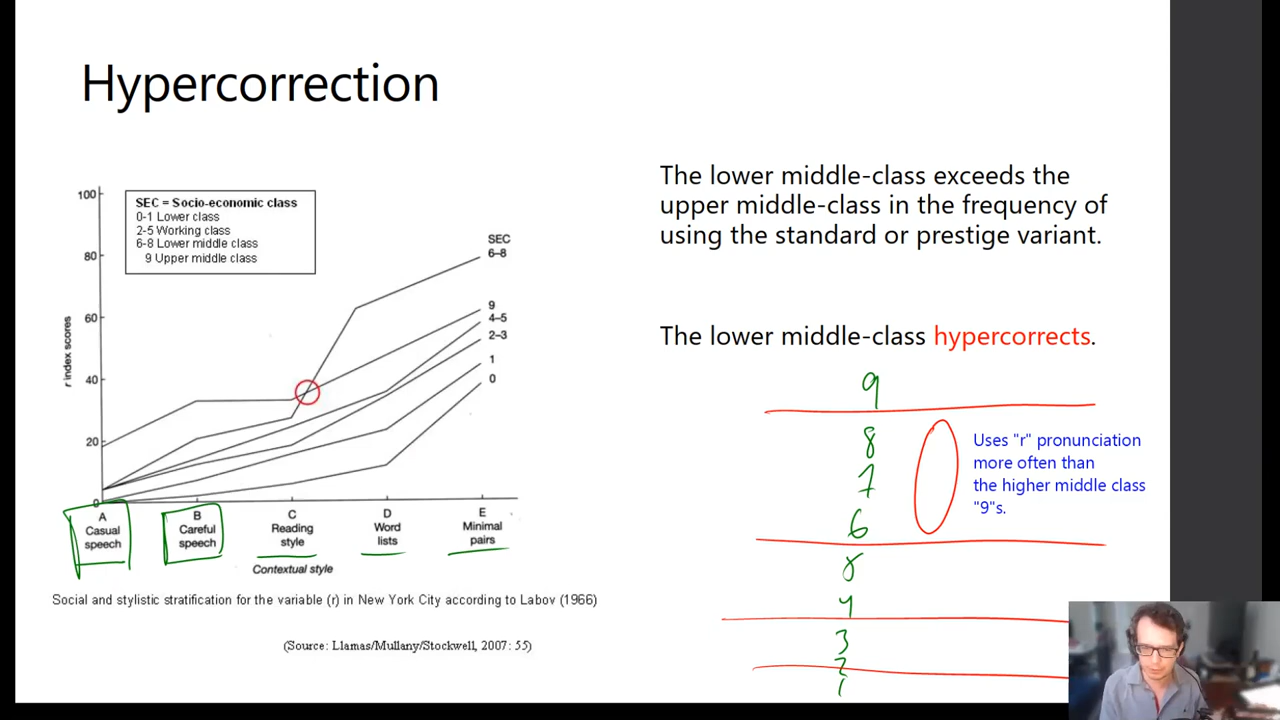 Hypercorrection
100
80
60
40
20
0
r index scores
SEC = Socio-economic class
0-1 Lower class
2-5 Working class
6-8 Lower middle class
9 Upper middle class
SEC
6–8
9
4–5
2–3
1
0
A
Casual
speech
B
Careful
speech
C
Reading
style
D
Word
lists
E
Minimal
pairs
Contextual style
Social and stylistic stratification for the variable (r) in New York City according to Labov (1966)
(Source: Llamas/Mullany/Stockwell, 2007: 55)
The lower middle-class exceeds the
upper middle-class in the frequency of
using the standard or prestige variant.
The lower middle-class hypercorrects.
9
8
7
6
Uses "r" pronunciation
more often than
the higher middle class
"9"s.
5
4
3
2
1